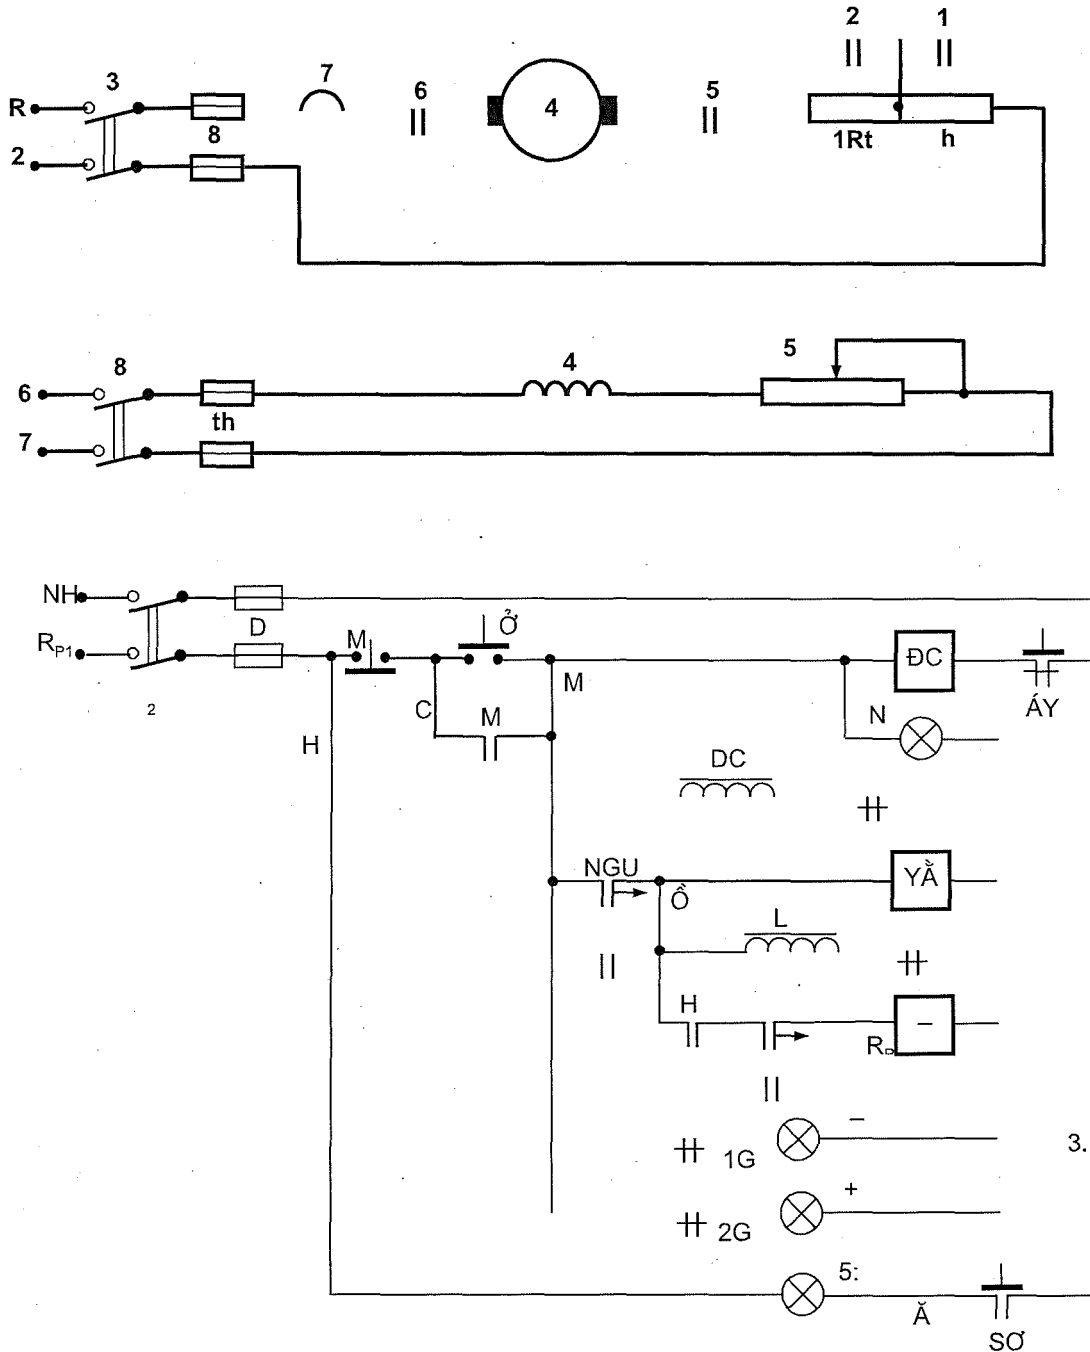 2 1
3 7 6 4 5
R
8 1Rt h
2
8 4 5
6
th
7
NH
D M Ở ĐC
RP1
2
C M M N ÁY
H
DC
NGU YẰ
Ồ
L
H
R –
–
1G 3.
+
2G
5:
Ă
SƠ